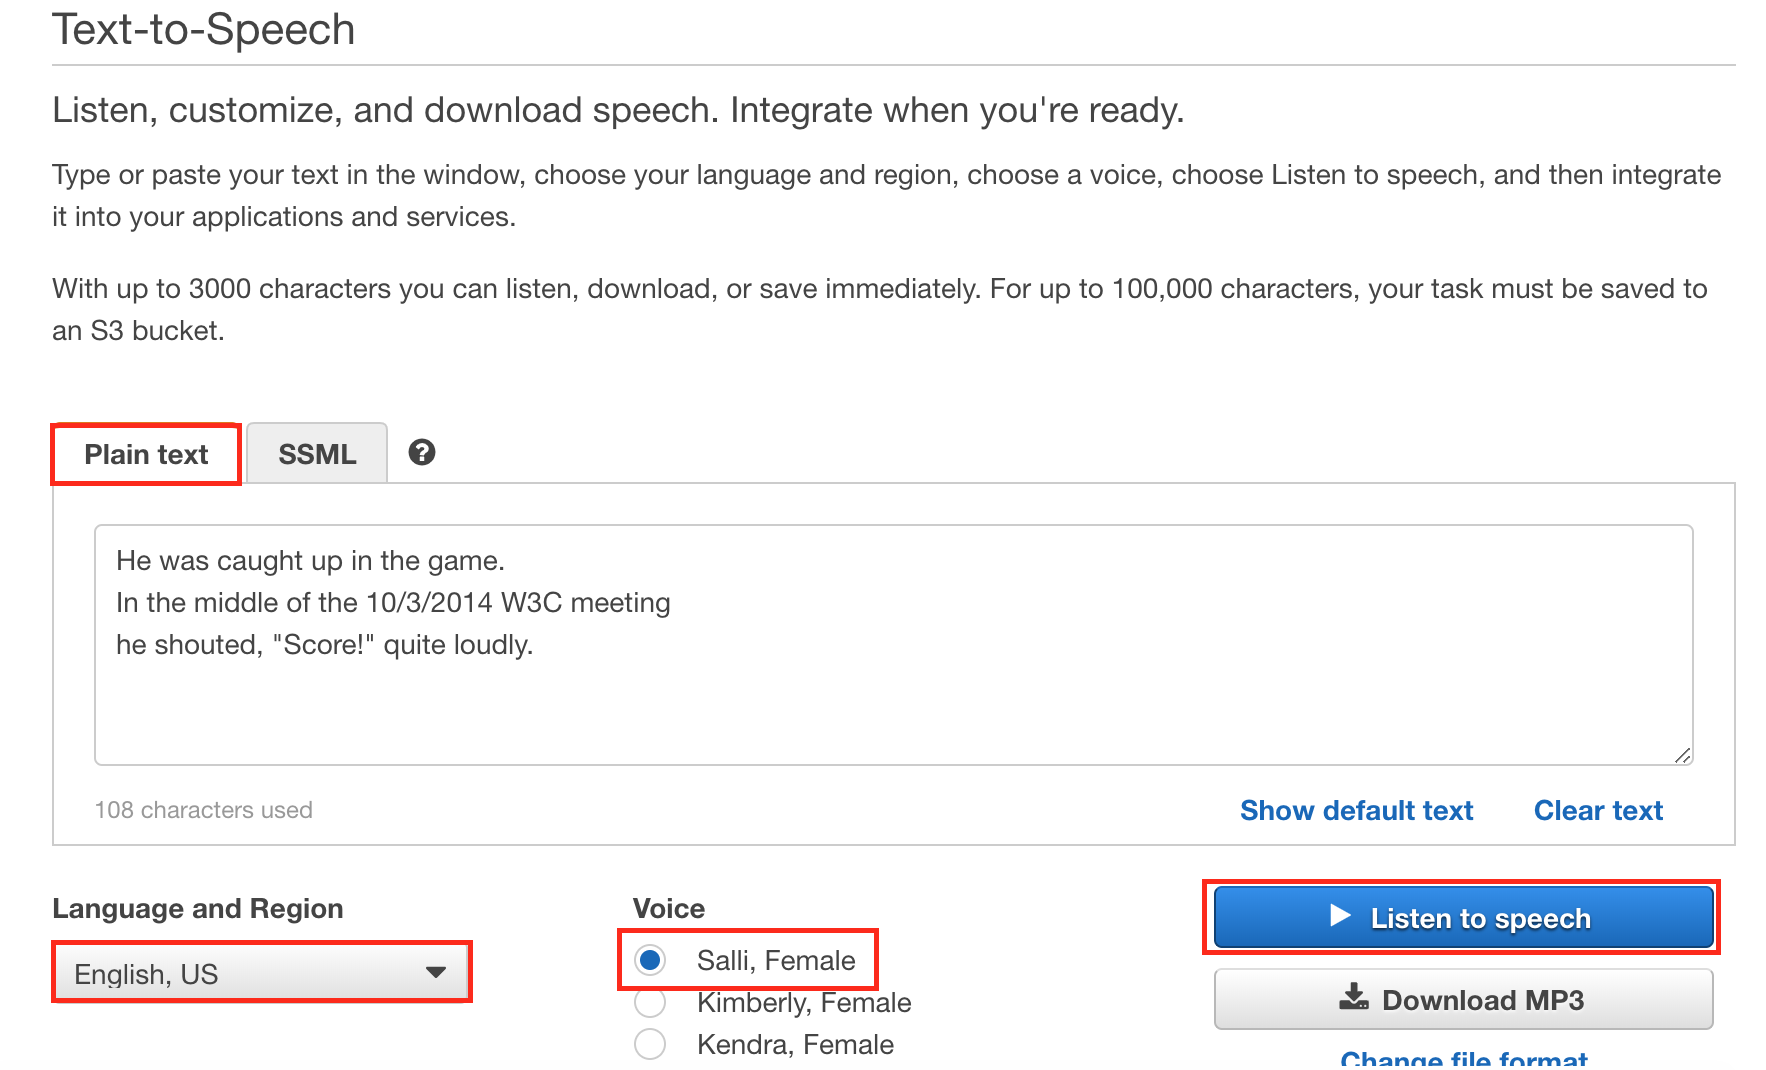 Text-to-Speech
Listen, customize, and download speech. Integrate when you're ready.
Type or paste your text in the window, choose your language and region, choose a voice, choose Listen to speech, and then integrate
it into your applications and services.
With up to 3000 characters you can listen, download, or save immediately. For up to 100,000 characters, your task must be saved to
an S3 bucket.
Plain text
SSML
?
He was caught up in the game.
In the middle of the 10/3/2014 W3C meeting
he shouted, "Score!" quite loudly.
108 characters used
Show default text
Clear text
Language and Region
English, US
Voice
Salli, Female
Kimberly, Female
Kendra, Female
Listen to speech
Download MP3
Change file format